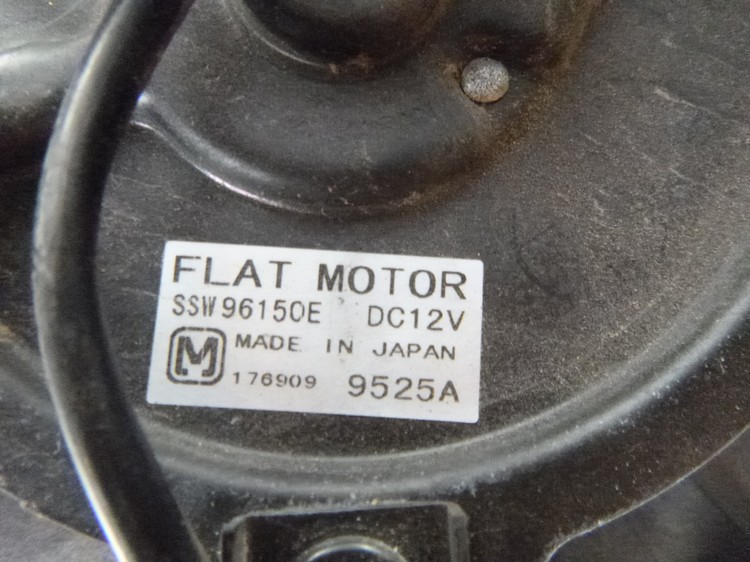 FLAT MOTOR
SSW96150E DC12V
M MADE IN JAPAN
176909 9525A